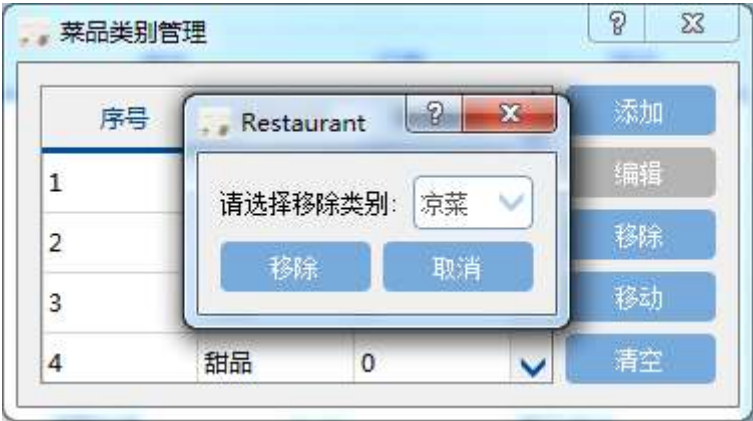 菜品类别管理
序号
添加
Restaurant
1
编辑
请选择移除类别: 凉菜
2
移除
移除 取消
3
移动
4 甜品 0
清空